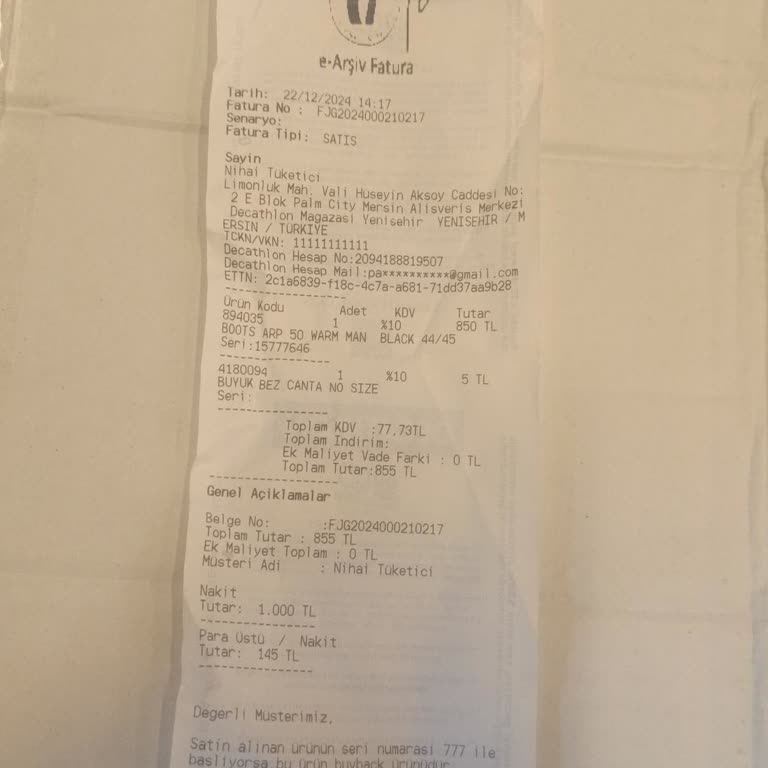 e-Arşiv Fatura
Tarih: 22/12/2024 14:17
Fatura No : FJG2024000210217
Senaryo:
Fatura Tipi: SATIS
Sayin
Nihai Tüketici
Limonluk Mah. Vali Hüseyin Aksoy Caddesi No:
2 E Blok Palm City Mersin Alisveris Merkezi
Decathlon Magazasi Yenisehir YENISEHIR / M
ERSIN / TÜRKIYE
TCKN/VKN: 11111111111
Decathlon Hesap No:2094188819507
Decathlon Hesap Mail:pa**********@gmail.com
ETTN: 2c1a6839-f18c-4c7a-a681-71dd37aa9b28
-----------------
Ürün Kodu Adet KDV Tutar
894035 1 %10 850 TL
BOOTS ARP 50 WARM MAN BLACK 44/45
Seri:15777646
----------------
4180094 1 %10 5 TL
BUYUK BEZ CANTA NO SIZE
Seri:
----------------
Toplam KDV :77,73TL
Toplam Indirim:
Ek Maliyet Vade Farki : 0 TL
Toplam Tutar:855 TL
-------------------
Genel Açiklamalar
Belge No: :FJG2024000210217
Toplam Tutar : 855 TL
Ek Maliyet Toplam : 0 TL
Müsteri Adi : Nihai Tüketici
Nakit
Tutar: 1.000 TL
-----------------
Para Üstü / Nakit
Tutar: 145 TL
-----------------
Degerli Müsterimiz,
Satin alinan ürünün seri numarasi 777 ile
basliyorsa bu ürün buyback ürünüdür